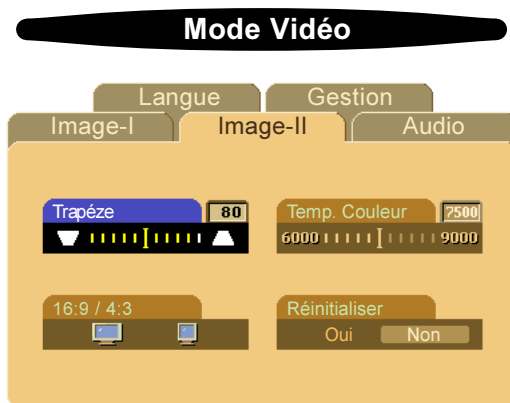 Mode Vidéo
Langue Gestion
Image-I Image-II Audio
Trapéze 80 Temp. Couleur 7500
6000 9000
16:9 / 4:3 Réinitialiser
Oui Non